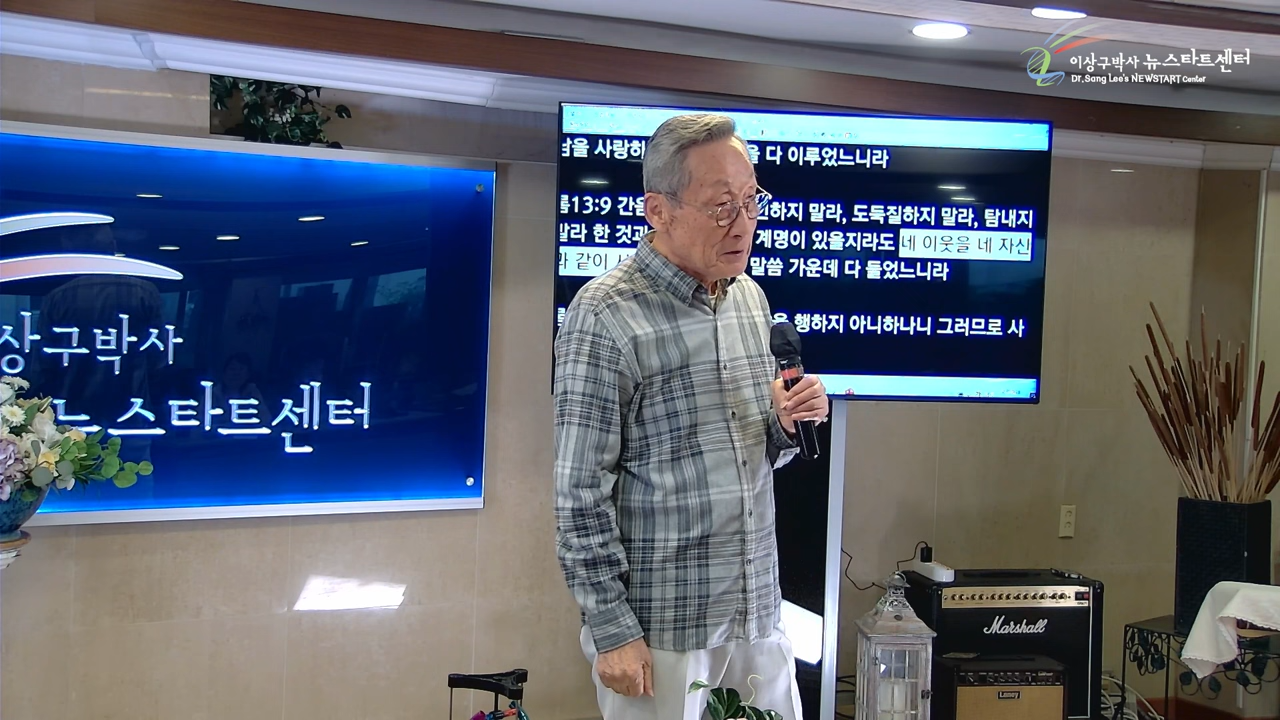 이상구박사 뉴스타트센터
Dr. Sang Lee's NEWSTART Center
을 사랑하 다 이루었느니라
롬13:9 간음 하지 말라, 도둑질하지 말라, 탐내지
말라 한 것과 계명이 있을지라도 네 이웃을 네 자신
과 같이 말씀 가운데 다 들었느니라
행하지 아니하나니 그러므로 사
상구박사
뉴스타트센터
Marshall
Laney